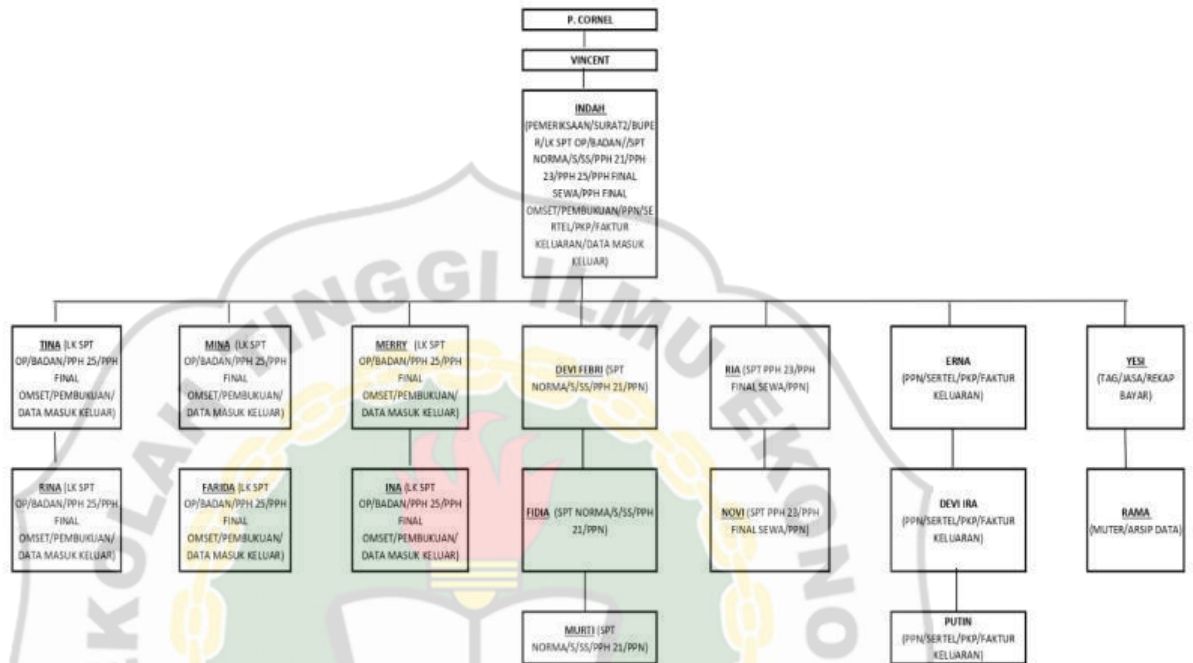 P. CORNEL
VINCENT
INDAH
(PEMERIKSAAN/SURAT2/BUPE
R/LK SPT OP/BADAN//SPT
NORMA/S/SS/PPH 21/PPH
23/PPH 25/PPH FINAL
SEWA/PPH FINAL
OMSET/PEMBUKUAN/PPN/SE
RTEL/PKP/FAKTUR
KELUARAN/DATA MASUK
KELUAR)
TINA (LK SPT
OP/BADAN/PPH 25/PPH
FINAL
OMSET/PEMBUKUAN/
DATA MASUK KELUAR)
MINA (LK SPT
OP/BADAN/PPH 25/PPH
FINAL
OMSET/PEMBUKUAN/
DATA MASUK KELUAR)
MERRY (LK SPT
OP/BADAN/PPH 25/PPH
FINAL
OMSET/PEMBUKUAN/
DATA MASUK KELUAR)
DEVI FEBRI (SPT
NORMA/S/SS/PPH 21/PPN)
RIA (SPT PPH 23/PPH
FINAL SEWA/PPN)
ERNA
(PPN/SERTEL/PKP/FAKTUR
KELUARAN)
YESI
(TAG/JASA/REKAP
BAYAR)
RINA (LK SPT
OP/BADAN/PPH 25/PPH
FINAL
OMSET/PEMBUKUAN/
DATA MASUK KELUAR)
FARIDA (LK SPT
OP/BADAN/PPH 25/PPH
FINAL
OMSET/PEMBUKUAN/
DATA MASUK KELUAR)
INA (LK SPT
OP/BADAN/PPH 25/PPH
FINAL
OMSET/PEMBUKUAN/
DATA MASUK KELUAR)
FIDIA (SPT NORMA/S/SS/PPH
21/PPN)
NOVI (SPT PPH 23/PPH
FINAL SEWA/PPN)
DEVI IRA
(PPN/SERTEL/PKP/FAKTUR
KELUARAN)
RAMA
(MUTER/ARSIP DATA)
MURTI (SPT
NORMA/S/SS/PPH 21/PPN)
PUTIN
(PPN/SERTEL/PKP/FAKTUR
KELUARAN)
EKOLAH TINGGI ILMU EKONO